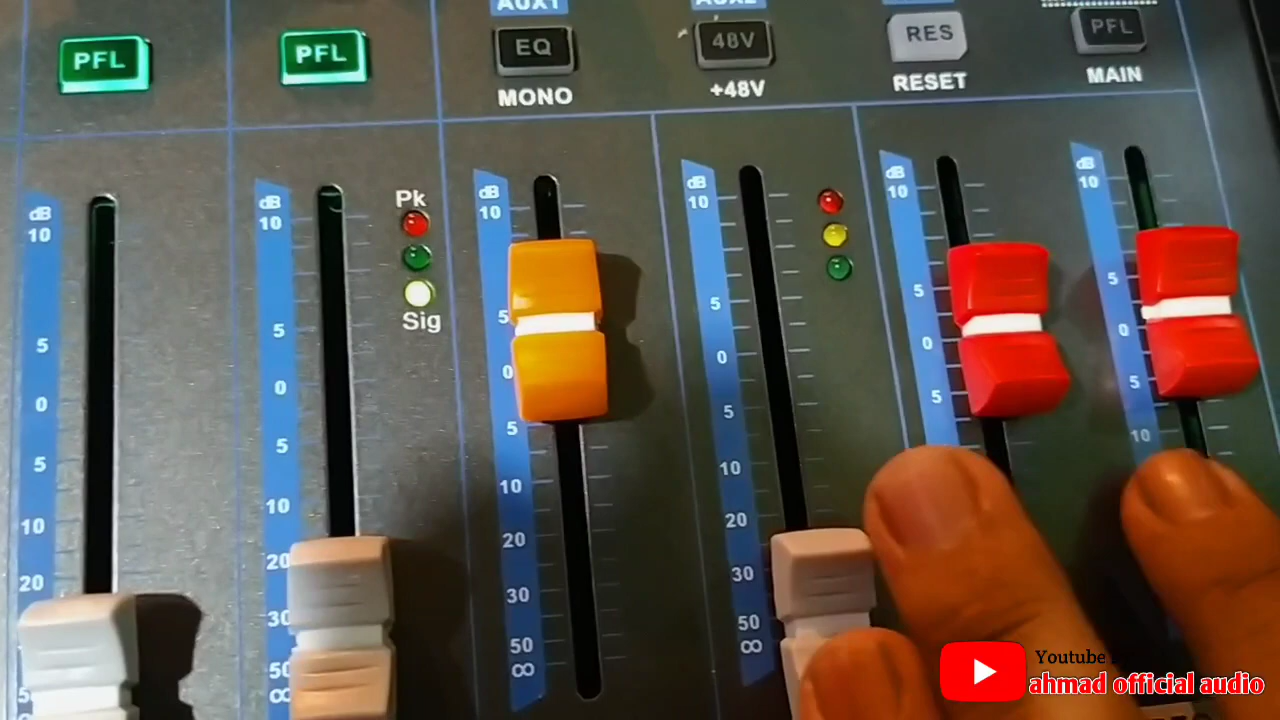 AUX1
AUX2
PFL
PFL
EQ
48V
RES
PFL
MONO
+48V
RESET
MAIN
dB
10
5
0
5
10
20
dB
10
5
0
5
10
20
30
50
∞
Pk
Sig
dB
10
5
0
5
10
20
30
50
∞
dB
10
5
0
5
10
20
30
50
∞
dB
10
5
0
5
dB
10
5
0
5
10
Youtube
ahmad official audio